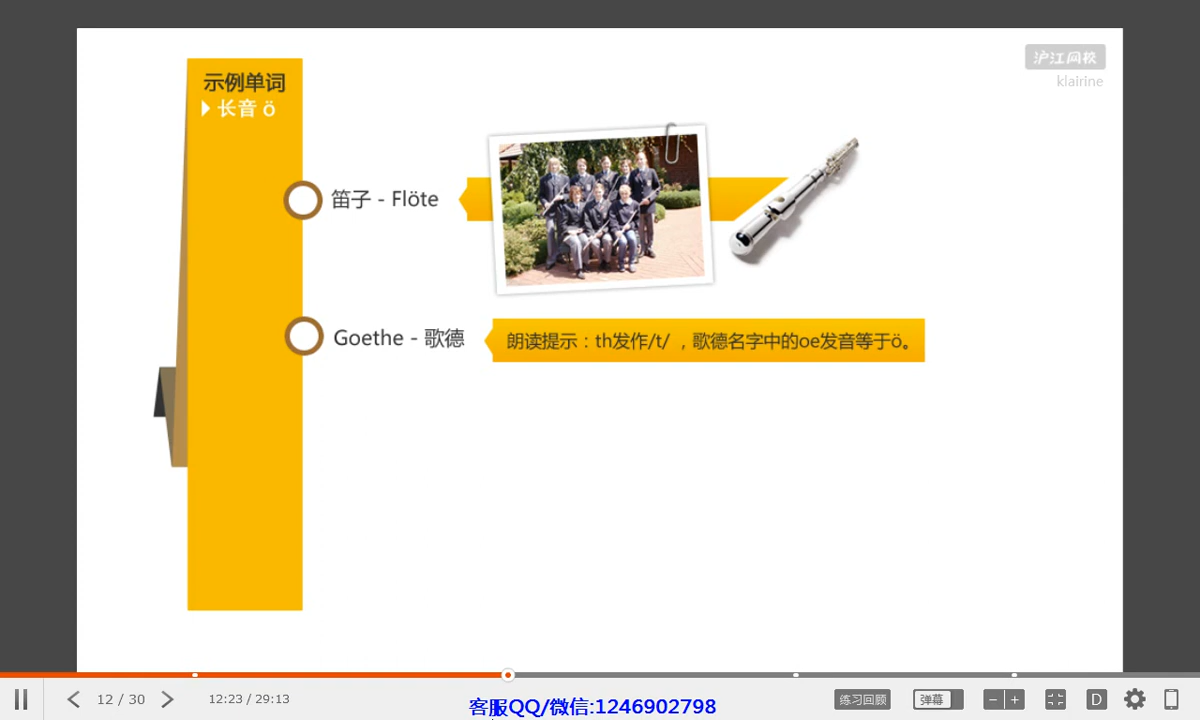 沪江网校
klairine
示例单词
长音 ö
笛子 - Flöte
Goethe - 歌德
朗读提示：th发作/t/ ，歌德名字中的oe发音等于ö。
12 / 30
12:23 / 29:13
客服QQ/微信:1246902798
练习回顾
弹幕
D